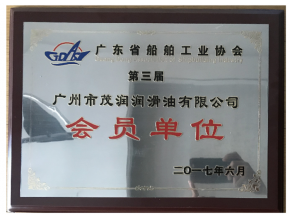 广东省船舶工业协会
第三届
广州市茂润润滑油有限公司
会员单位
二〇一七年六月